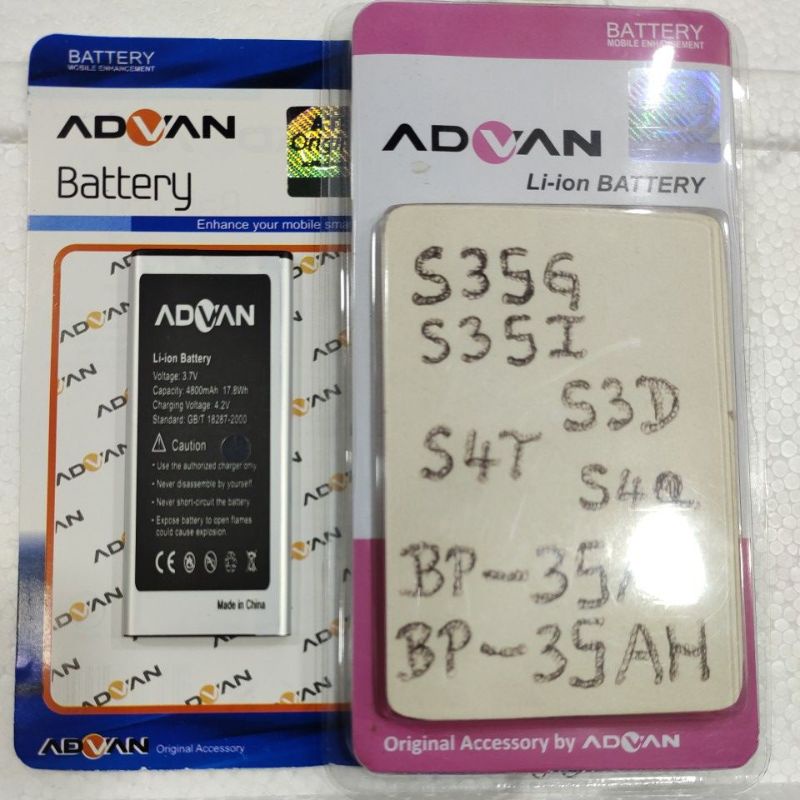 BATTERY
MOBILE ENHANCEMENT
ADVAN
Battery
Enhance your mobile
ADVAN
Li-ion Battery
Voltage: 3.7V
Capacity: 4800mAh 17.8Wh
Charging Voltage: 4.2V
Standard: GB/T 18287-2000
Caution
• Use the authorized charger only
• Never disassemble by yourself
• Never short-circuit the battery
• Expose battery to open flames
could cause explosion.
CE
Made in China
ADVAN Original Accessory
BATTERY
MOBILE ENHANCEMENT
ADVAN
Li-ion BATTERY
S35G
S35I
S3D
S4T
S4Q
BP-35
BP-35AH
Original Accessory by ADVAN